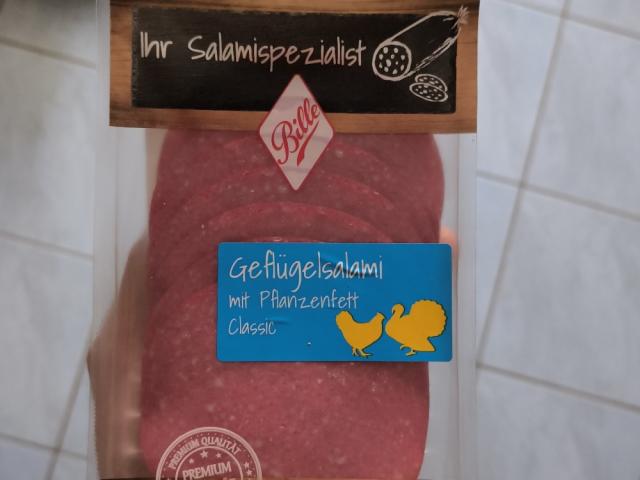 Ihr Salamispezialist
Bille
Geflügelsalami
mit Pflanzenfett
Classic
PREMIUM QUALITÄT
PREMIUM